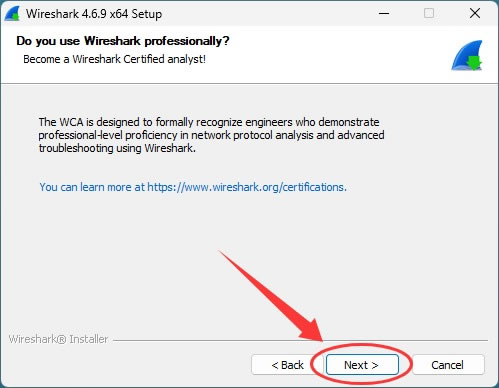 Wireshark 4.6.9 x64 Setup
Do you use Wireshark professionally?
Become a Wireshark Certified analyst!
The WCA is designed to formally recognize engineers who demonstrate
professional-level proficiency in network protocol analysis and advanced
troubleshooting using Wireshark.
You can learn more at https://www.wireshark.org/certifications.
Wireshark® Installer
< Back
Next >
Cancel